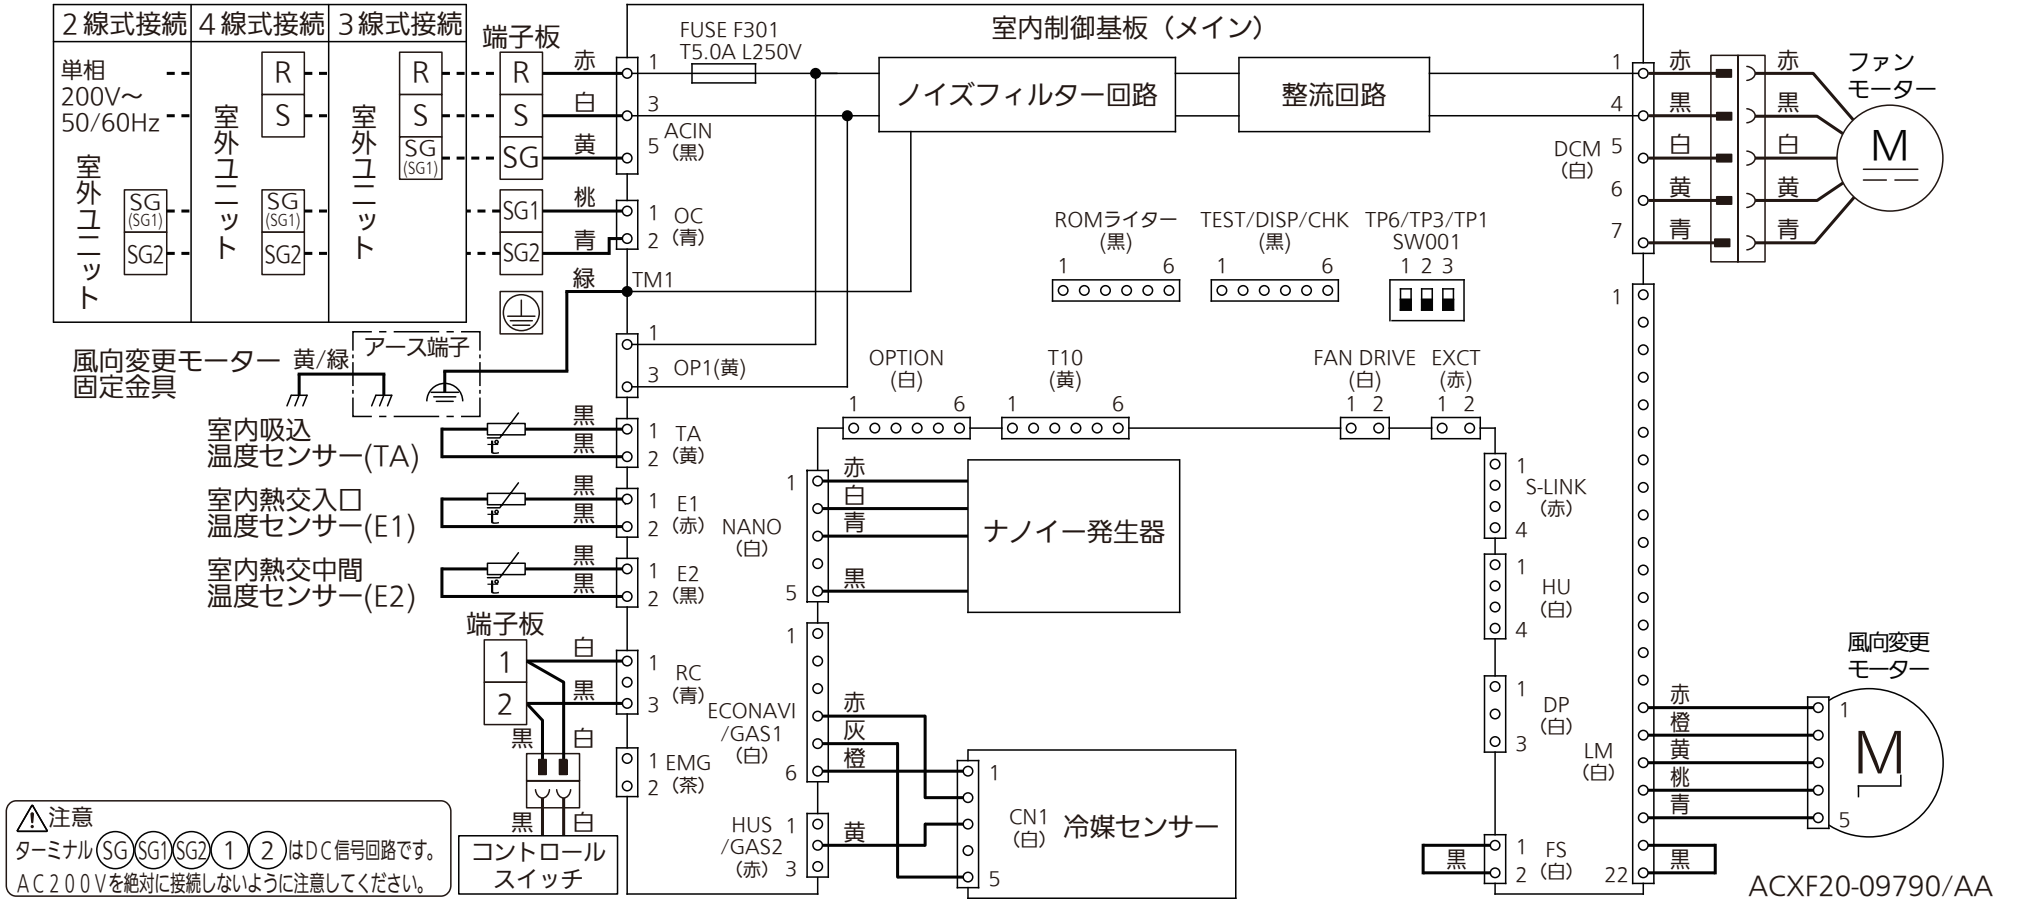 2線式接続
4線式接続
3線式接続
端子板
単相
200V～
50/60Hz
室外ユニット
SG
(SG1)
SG2
R
S
室外ユニット
SG
(SG1)
SG2
R
S
SG
(SG1)
室外ユニット
R
S
SG
SG1
SG2
赤
白
黄
桃
青
緑
1
3
5
ACIN
(黒)
1
2
OC
(青)
TM1
1
3
OP1(黄)
室内制御基板（メイン）
FUSE F301
T5.0A L250V
ノイズフィルター回路
整流回路
1
4
5
6
7
DCM
(白)
赤
黒
白
黄
青
赤
黒
白
黄
青
ファン
モーター
M
ROMライター
(黒)
1
6
TEST/DISP/CHK
(黒)
1
6
TP6/TP3/TP1
SW001
1 2 3
OPTION
(白)
1
6
T10
(黄)
1
6
FAN DRIVE
(白)
1 2
EXCT
(赤)
1 2
風向変更モーター
固定金具
黄/緑
アース端子
室内吸込
温度センサー(TA)
ピ
黒
黒
1
2
TA
(黄)
室内熱交入口
温度センサー(E1)
ピ
黒
黒
1
2
E1
(赤)
室内熱交中間
温度センサー(E2)
ピ
黒
黒
1
2
E2
(黒)
端子板
1
2
白
黒
1
3
RC
(青)
黒
白
黒
白
コントロール
スイッチ
1
2
EMG
(茶)
NANO
(白)
1
5
赤
白
青
黒
ナノイー発生器
ECONAVI
/GAS1
(白)
1
6
赤
灰
橙
HUS
/GAS2
(赤)
1
3
黄
1
5
CN1
(白)
冷媒センサー
1
4
S-LINK
(赤)
1
4
HU
(白)
1
3
DP
(白)
黒
1
2
FS
(白)
1
22
LM
(白)
赤
橙
黄
桃
青
黒
風向変更
モーター
1
5
M
⚠注意
ターミナル(SG)(SG1)(SG2)(1)(2)はDC信号回路です。
AC200Vを絶対に接続しないように注意してください。
ACXF20-09790/AA